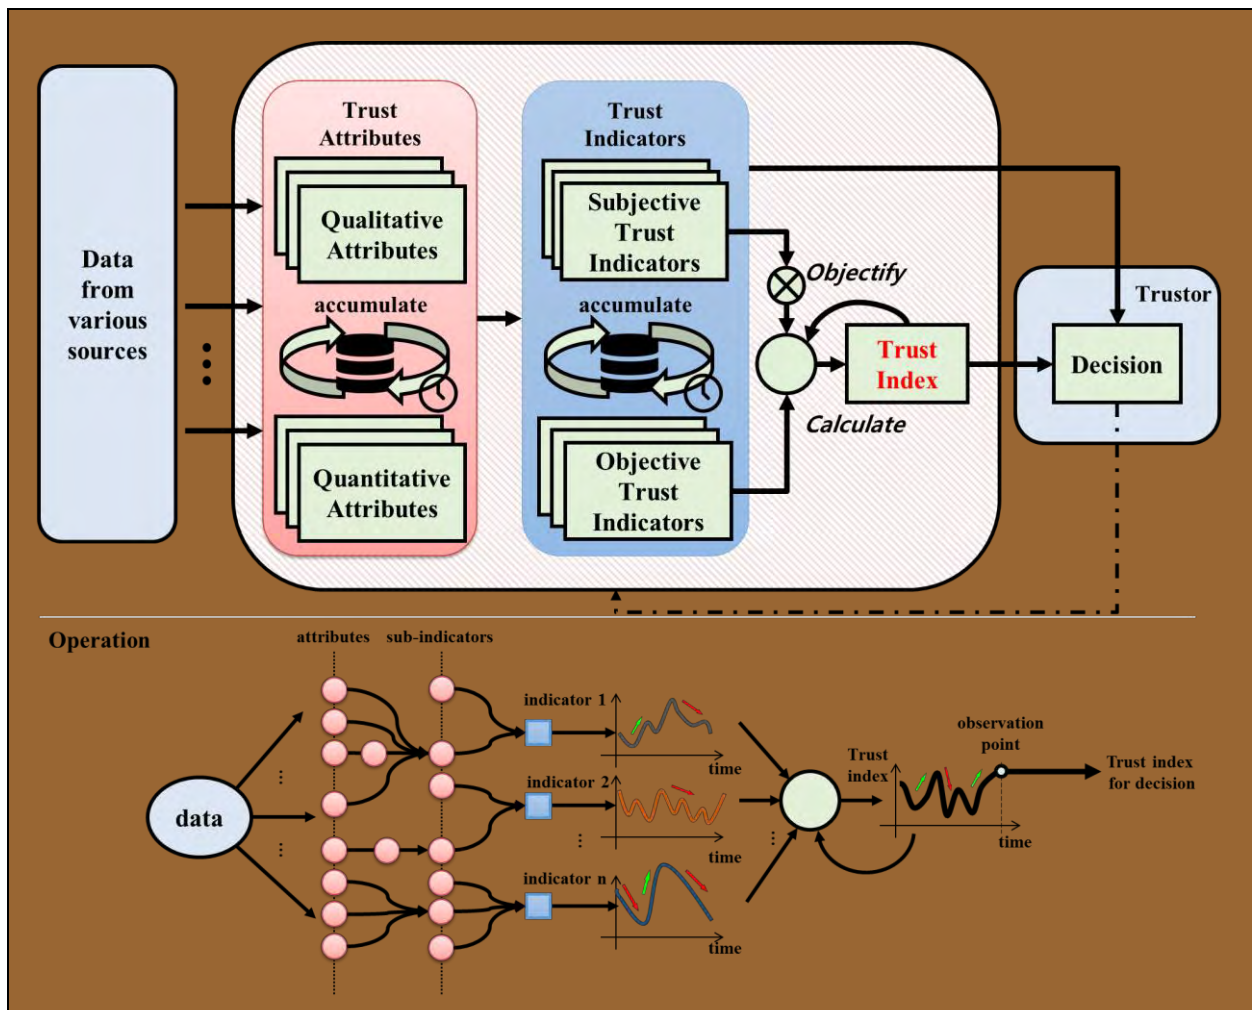 Data
from
various
sources
Trust
Attributes
Qualitative
Attributes
accumulate
Quantitative
Attributes
Trust
Indicators
Subjective
Trust
Indicators
accumulate
Objective
Trust
Indicators
Objectify
Calculate
Trust
Index
Trustor
Decision
Operation
attributes
sub-indicators
data
indicator 1
time
indicator 2
time
indicator n
time
Trust
index
observation
point
time
Trust index
for decision